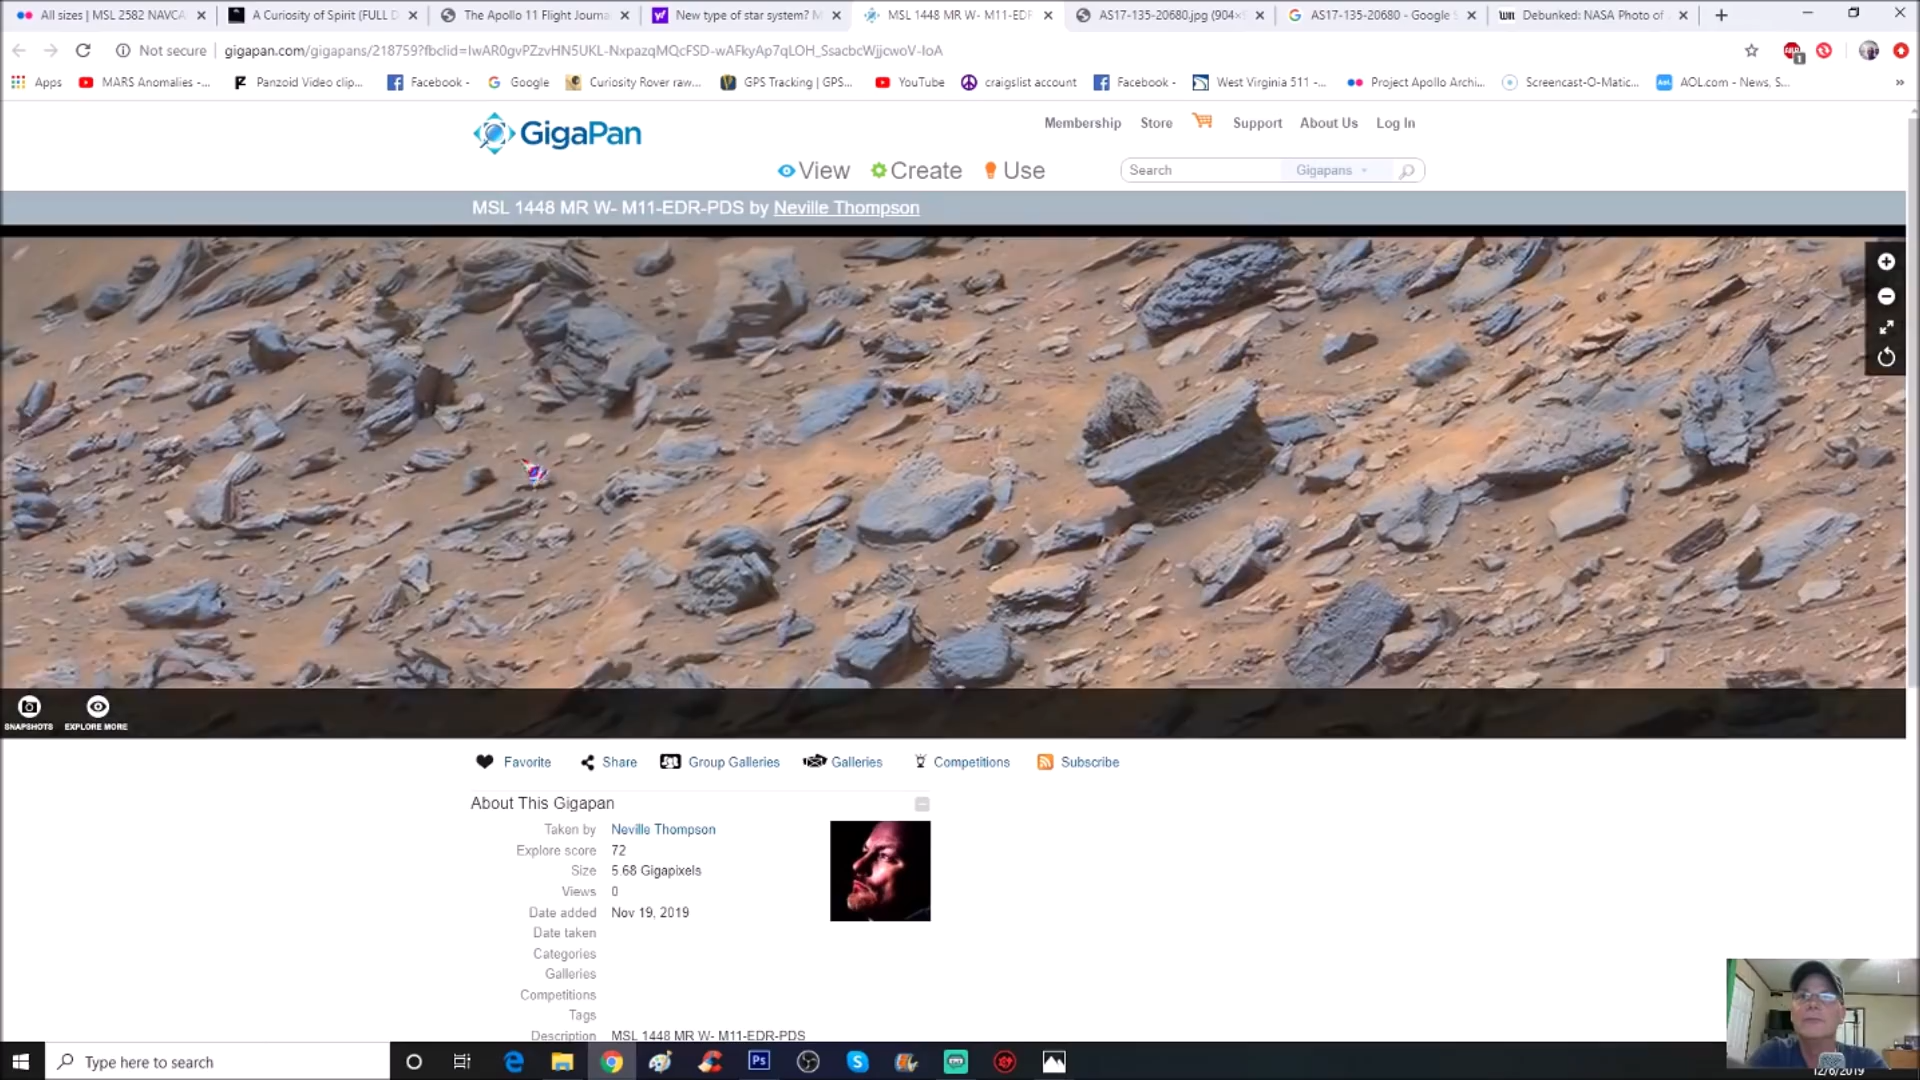 All sizes | MSL 2582 NAVCA
A Curiosity of Spirit (FULL D
The Apollo 11 Flight Journa
New type of star system? M
MSL 1448 MR W- M11-EDR
AS17-135-20680.jpg (904×
AS17-135-20680 - Google S
Debunked: NASA Photo of
Not secure
gigapan.com/gigapans/218759?fbclid=IwAR0gvPZzvHN5UKL-NxpazqMQcFSD-wAFkyAp7qLOH_SsacbcWjjcwoV-IoA
Apps
MARS Anomalies -...
Panzoid Video clip...
Facebook -
Google
Curiosity Rover raw...
GPS Tracking | GPS...
YouTube
craigslist account
Facebook -
West Virginia 511 -...
Project Apollo Archi...
Screencast-O-Matic...
AOL.com - News, S...
»
GigaPan
Membership Store Support About Us Log In
View Create Use
Search Gigapans
MSL 1448 MR W- M11-EDR-PDS by Neville Thompson
SNAPSHOTS EXPLORE MORE
Favorite Share Group Galleries Galleries Competitions Subscribe
About This Gigapan
Taken by Neville Thompson
Explore score 72
Size 5.68 Gigapixels
Views 0
Date added Nov 19, 2019
Date taken
Categories
Galleries
Competitions
Tags
Description MSL 1448 MR W- M11-EDR-PDS
Type here to search
Ps
12/6/2019